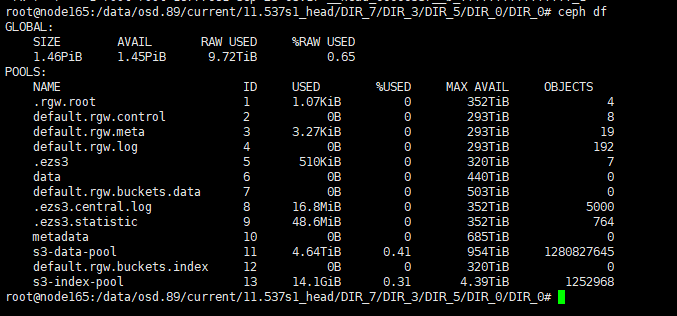 root@node165:/data/osd.89/current/11.537s1_head/DIR_7/DIR_3/DIR_5/DIR_0/DIR_0# ceph df
GLOBAL:
SIZE AVAIL RAW USED %RAW USED
1.46PiB 1.45PiB 9.72TiB 0.65
POOLS:
NAME ID USED %USED MAX AVAIL OBJECTS
.rgw.root 1 1.07KiB 0 352TiB 4
default.rgw.control 2 0B 0 293TiB 8
default.rgw.meta 3 3.27KiB 0 293TiB 19
default.rgw.log 4 0B 0 293TiB 192
.ezs3 5 510KiB 0 320TiB 7
data 6 0B 0 440TiB 0
default.rgw.buckets.data 7 0B 0 503TiB 0
.ezs3.central.log 8 16.8MiB 0 352TiB 5000
.ezs3.statistic 9 48.6MiB 0 352TiB 764
metadata 10 0B 0 685TiB 0
s3-data-pool 11 4.64TiB 0.41 954TiB 1280827645
default.rgw.buckets.index 12 0B 0 320TiB 0
s3-index-pool 13 14.1GiB 0.31 4.39TiB 1252968
root@node165:/data/osd.89/current/11.537s1_head/DIR_7/DIR_3/DIR_5/DIR_0/DIR_0#